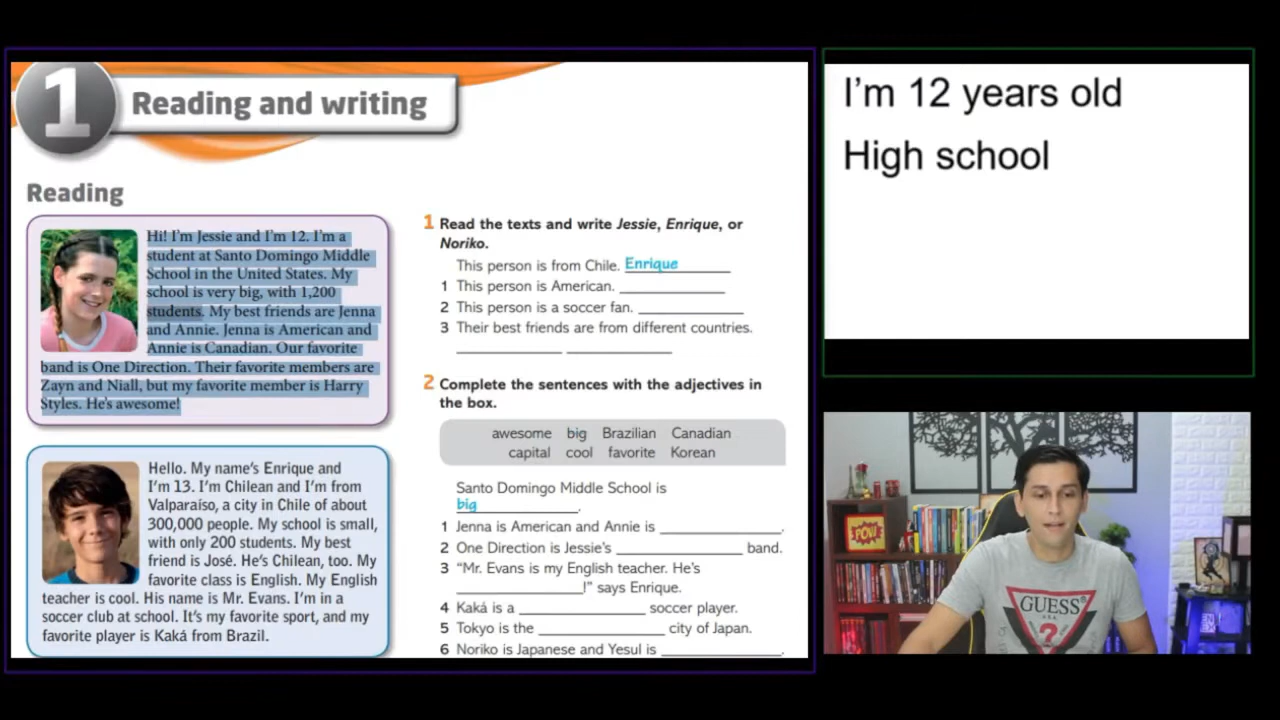 1
Reading and writing
Reading
Hi! I'm Jessie and I'm 12. I'm a
student at Santo Domingo Middle
School in the United States. My
school is very big, with 1,200
students. My best friends are Jenna
and Annie. Jenna is American and
Annie is Canadian. Our favorite
band is One Direction. Their favorite members are
Zayn and Niall, but my favorite member is Harry
Styles. He's awesome!
Hello. My name's Enrique and
I'm 13. I'm Chilean and I'm from
Valparaíso, a city in Chile of about
300,000 people. My school is small,
with only 200 students. My best
friend is José. He's Chilean, too. My
favorite class is English. My English
teacher is cool. His name is Mr. Evans. I'm in a
soccer club at school. It's my favorite sport, and my
favorite player is Kaká from Brazil.
1 Read the texts and write Jessie, Enrique, or
Noriko.
This person is from Chile. Enrique
1 This person is American. ____________
2 This person is a soccer fan. ____________
3 Their best friends are from different countries.
____________ ____________
2 Complete the sentences with the adjectives in
the box.
awesome big Brazilian Canadian
capital cool favorite Korean
Santo Domingo Middle School is
big____________.
1 Jenna is American and Annie is ____________.
2 One Direction is Jessie's ____________ band.
3 "Mr. Evans is my English teacher. He's
____________!" says Enrique.
4 Kaká is a ____________ soccer player.
5 Tokyo is the ____________ city of Japan.
6 Noriko is Japanese and Yesul is ____________.
I'm 12 years old
High school
POW!
GUESS
?